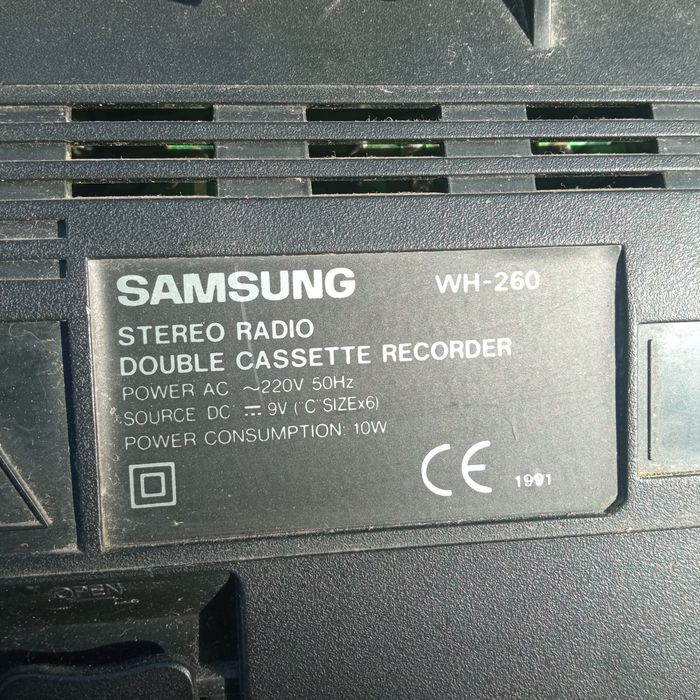 SAMSUNG WH-260
STEREO RADIO
DOUBLE CASSETTE RECORDER
POWER AC ~220V 50Hz
SOURCE DC ⎓ 9V ("C"SIZEx6)
POWER CONSUMPTION: 10W
CE 1991
OPEN